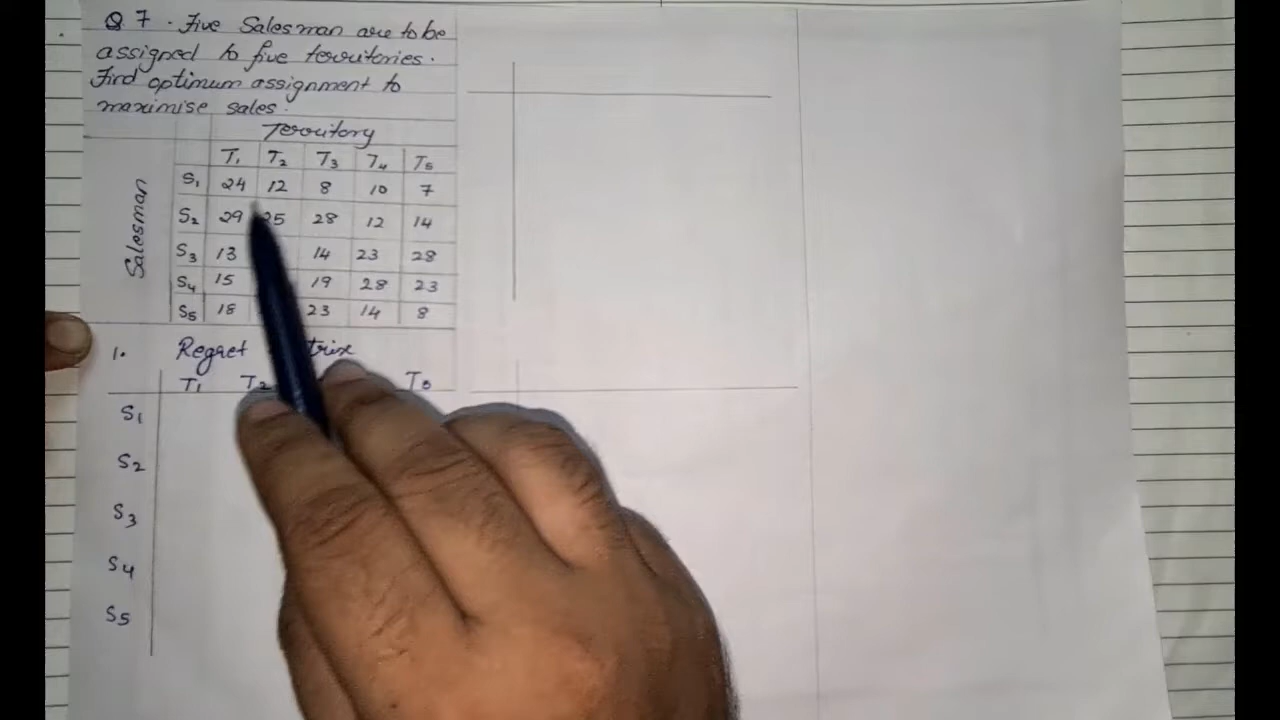 Q 7. Five Salesman are to be
assigned to five territories.
Find optimum assignment to
maximise sales.
Territory
T1 T2 T3 T4 T5
S1 24 12 8 10 7
S2 29 25 28 12 14
S3 13 14 23 28
S4 15 19 28 23
S5 18 23 14 8
Salesman
1. Regret
T1 T2
S1
S2
S3
S4
S5